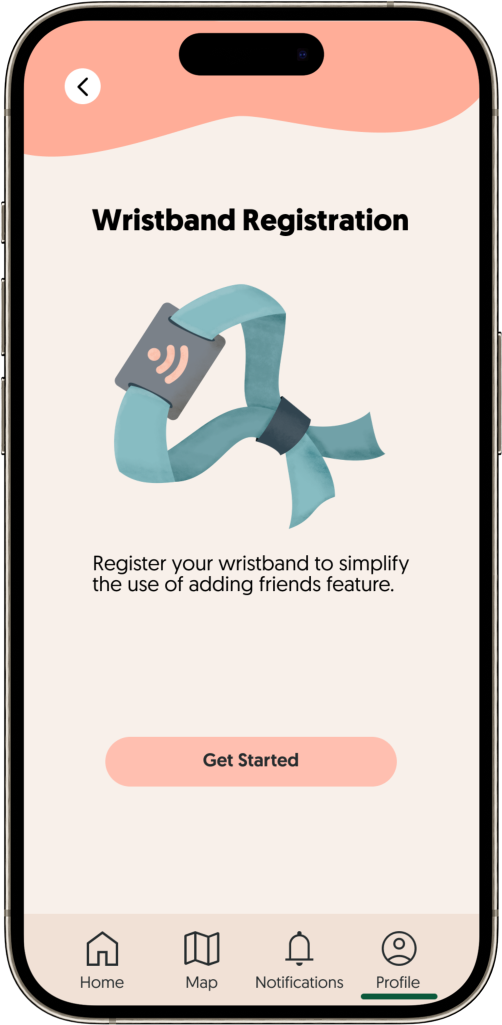 Wristband Registration
Register your wristband to simplify
the use of adding friends feature.
Get Started
Home
Map
Notifications
Profile